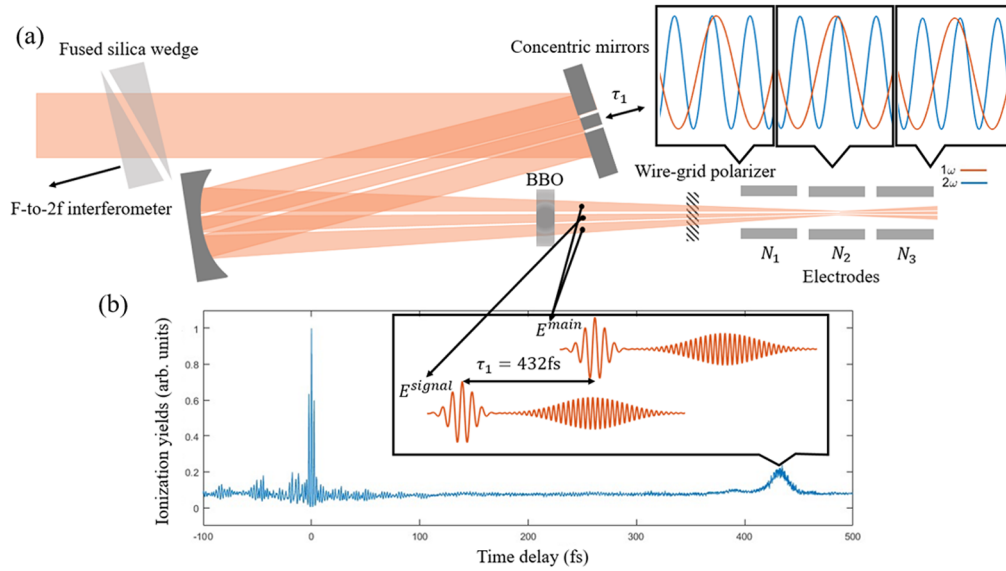 (a)
Fused silica wedge
Concentric mirrors
τ₁
F-to-2f interferometer
BBO
Wire-grid polarizer
1ω
2ω
N₁ N₂ N₃
Electrodes
(b)
E^main
τ₁ = 432fs
E^signal
Ionization yields (arb. units)
1
0.8
0.6
0.4
0.2
0
-100 0 100 200 300 400 500
Time delay (fs)